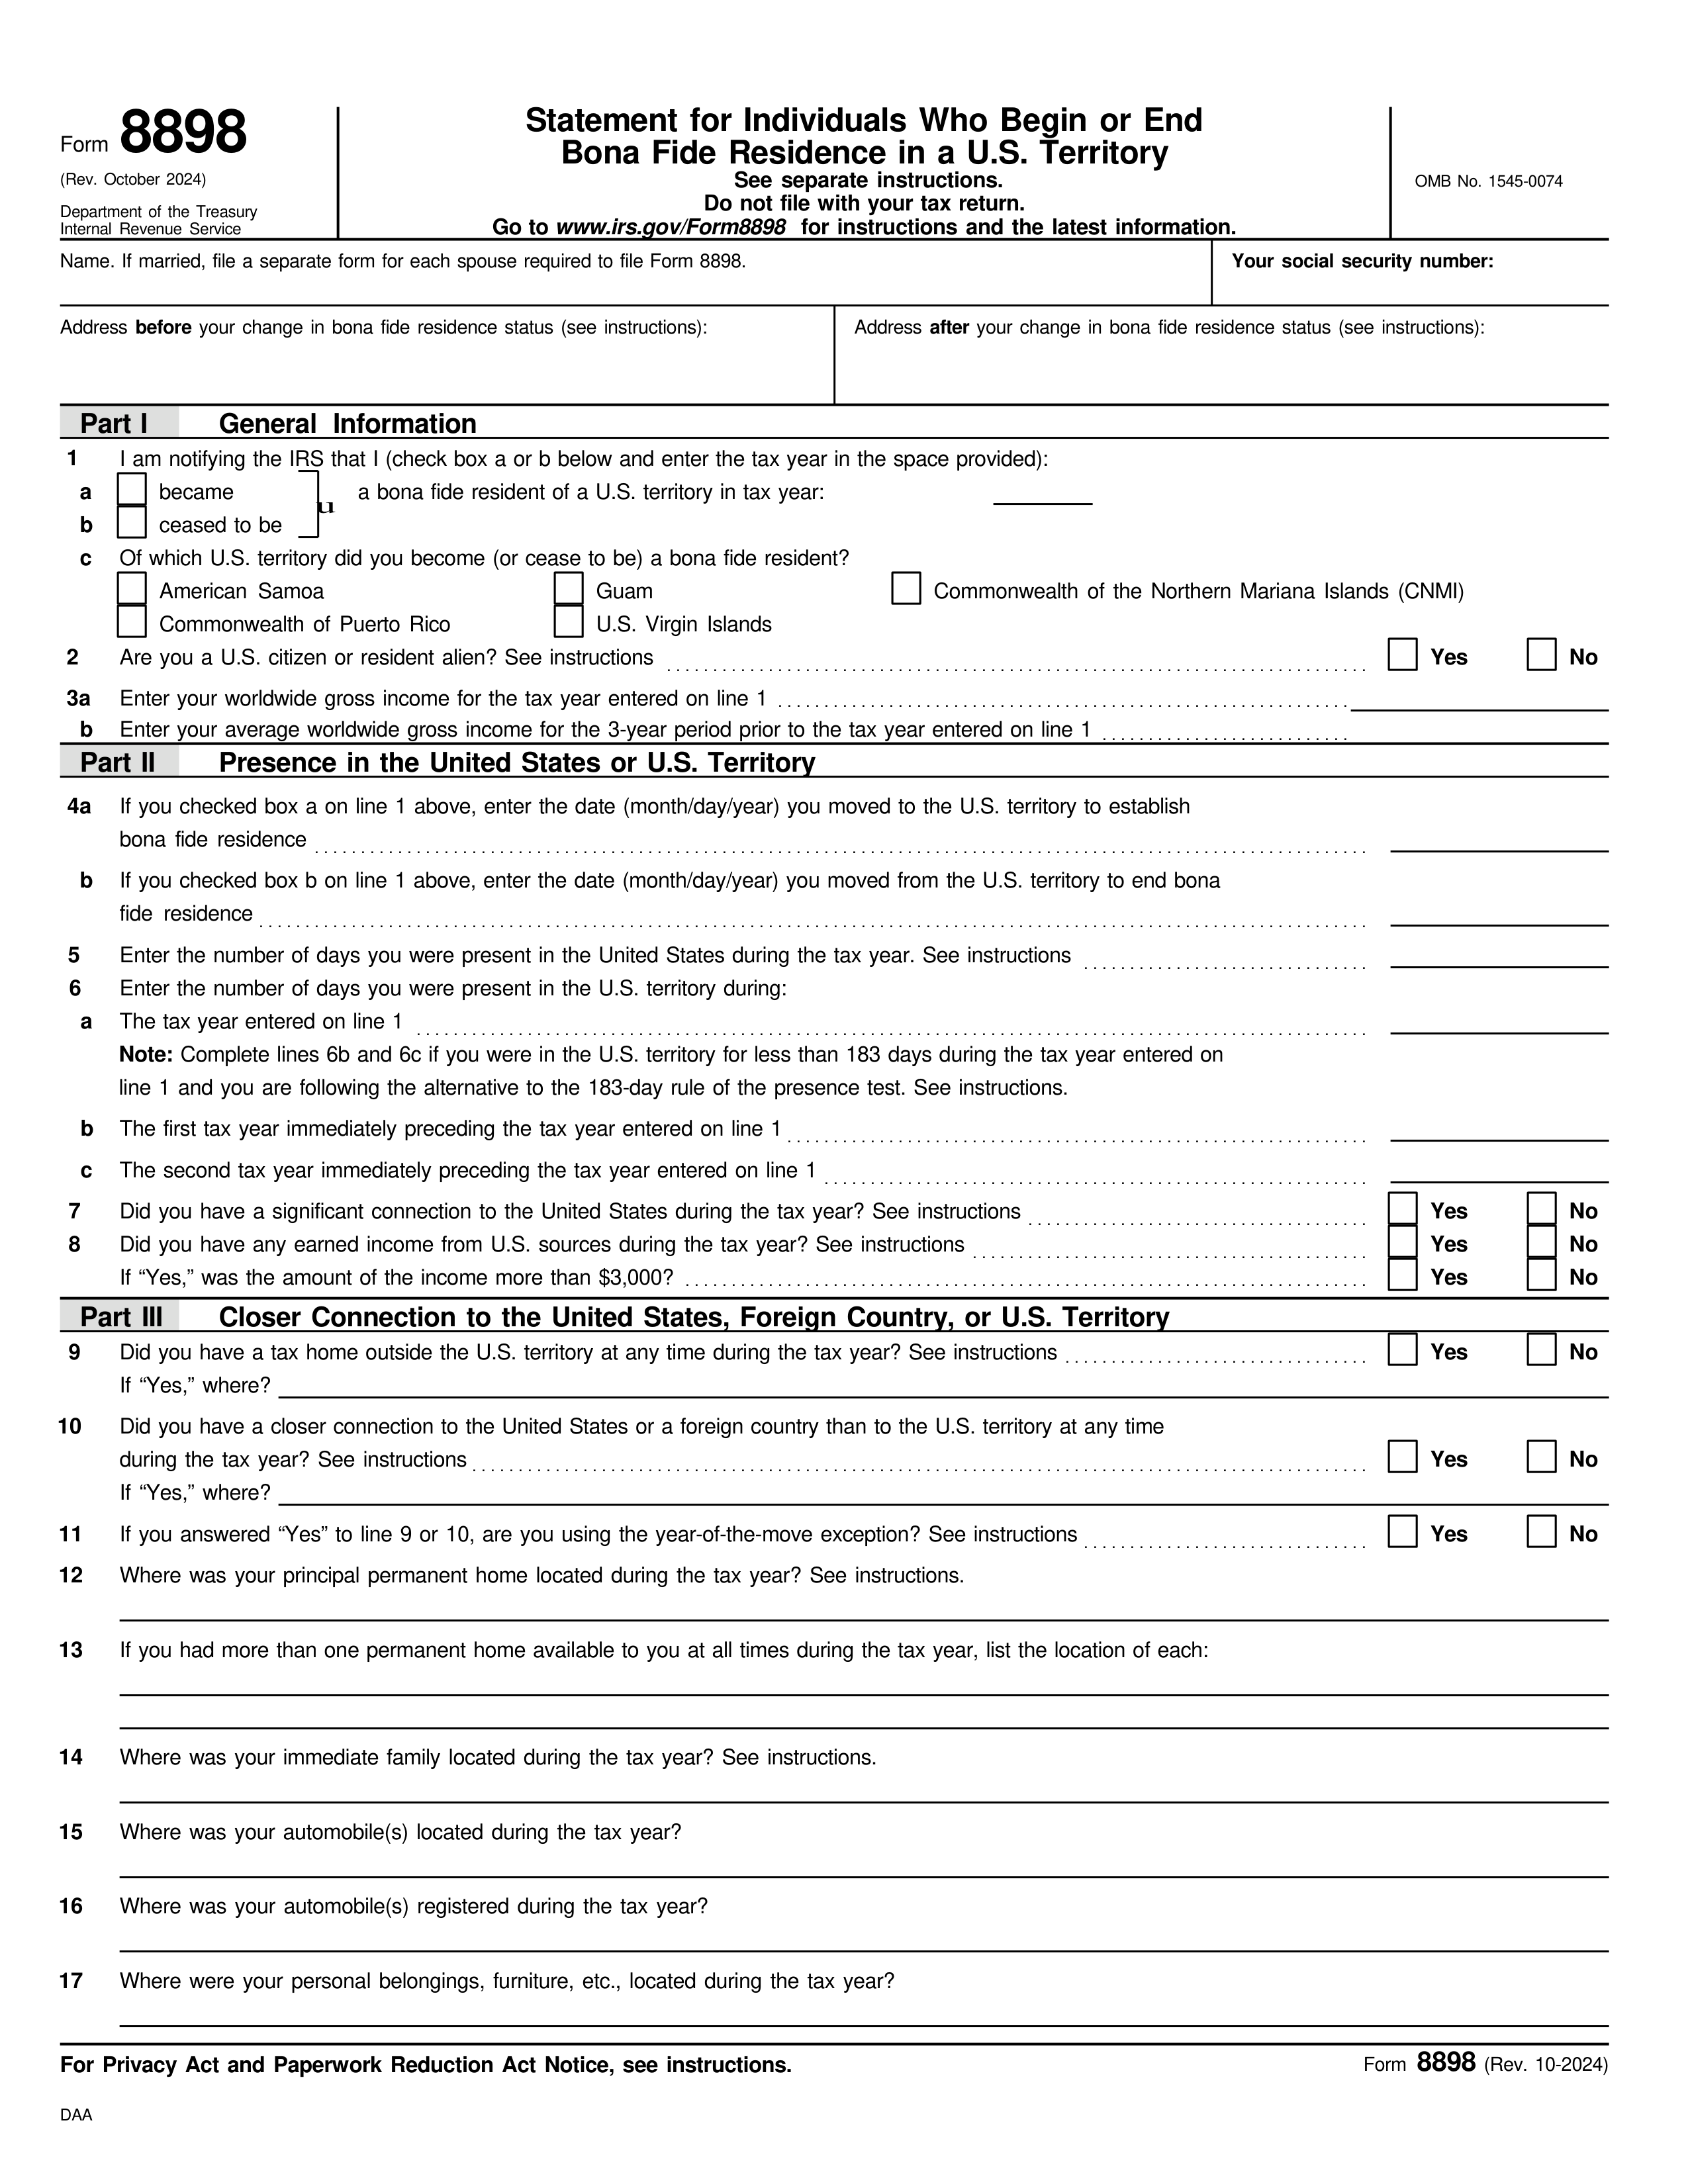 Form 8898
(Rev. October 2024)
Department of the Treasury
Internal Revenue Service
Statement for Individuals Who Begin or End
Bona Fide Residence in a U.S. Territory
See separate instructions.
Do not file with your tax return.
Go to www.irs.gov/Form8898 for instructions and the latest information.
OMB No. 1545-0074
Name. If married, file a separate form for each spouse required to file Form 8898.
Your social security number:
Address before your change in bona fide residence status (see instructions):
Address after your change in bona fide residence status (see instructions):
Part I General Information
1 I am notifying the IRS that I (check box a or b below and enter the tax year in the space provided):
a became
u a bona fide resident of a U.S. territory in tax year:
b ceased to be
c Of which U.S. territory did you become (or cease to be) a bona fide resident?
American Samoa Guam Commonwealth of the Northern Mariana Islands (CNMI)
Commonwealth of Puerto Rico U.S. Virgin Islands
2 Are you a U.S. citizen or resident alien? See instructions Yes No
3a Enter your worldwide gross income for the tax year entered on line 1
b Enter your average worldwide gross income for the 3-year period prior to the tax year entered on line 1
Part II Presence in the United States or U.S. Territory
4a If you checked box a on line 1 above, enter the date (month/day/year) you moved to the U.S. territory to establish
bona fide residence
b If you checked box b on line 1 above, enter the date (month/day/year) you moved from the U.S. territory to end bona
fide residence
5 Enter the number of days you were present in the United States during the tax year. See instructions
6 Enter the number of days you were present in the U.S. territory during:
a The tax year entered on line 1
Note: Complete lines 6b and 6c if you were in the U.S. territory for less than 183 days during the tax year entered on
line 1 and you are following the alternative to the 183-day rule of the presence test. See instructions.
b The first tax year immediately preceding the tax year entered on line 1
c The second tax year immediately preceding the tax year entered on line 1
7 Did you have a significant connection to the United States during the tax year? See instructions Yes No
8 Did you have any earned income from U.S. sources during the tax year? See instructions Yes No
If “Yes,” was the amount of the income more than $3,000? Yes No
Part III Closer Connection to the United States, Foreign Country, or U.S. Territory
9 Did you have a tax home outside the U.S. territory at any time during the tax year? See instructions Yes No
If “Yes,” where?
10 Did you have a closer connection to the United States or a foreign country than to the U.S. territory at any time
during the tax year? See instructions Yes No
If “Yes,” where?
11 If you answered “Yes” to line 9 or 10, are you using the year-of-the-move exception? See instructions Yes No
12 Where was your principal permanent home located during the tax year? See instructions.
13 If you had more than one permanent home available to you at all times during the tax year, list the location of each:
14 Where was your immediate family located during the tax year? See instructions.
15 Where was your automobile(s) located during the tax year?
16 Where was your automobile(s) registered during the tax year?
17 Where were your personal belongings, furniture, etc., located during the tax year?
For Privacy Act and Paperwork Reduction Act Notice, see instructions.
Form 8898 (Rev. 10-2024)
DAA